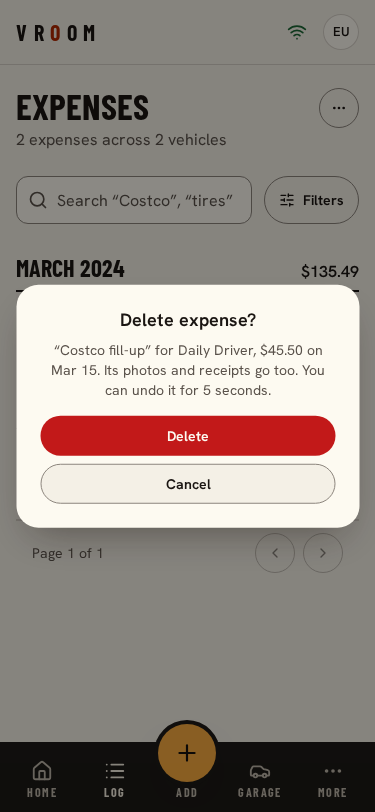 VROOM
EU
EXPENSES
2 expenses across 2 vehicles
Search “Costco”, “tires”
Filters
MARCH 2024
$135.49
Delete expense?
“Costco fill-up” for Daily Driver, $45.50 on
Mar 15. Its photos and receipts go too. You
can undo it for 5 seconds.
Delete
Cancel
Page 1 of 1
HOME
LOG
ADD
GARAGE
MORE